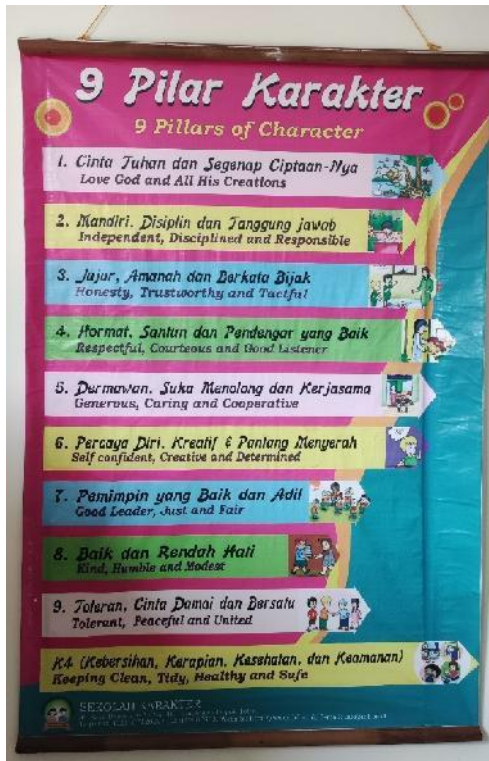 9 Pilar Karakter
9 Pillars of Character
1. Cinta Tuhan dan Segenap Ciptaan-Nya
Love God and All His Creations
2. Mandiri, Disiplin dan Tanggung jawab
Independent, Disciplined and Responsible
3. Jujur, Amanah dan Berkata Bijak
Honesty, Trustworthy and Tactful
4. Hormat, Santun dan Pendengar yang Baik
Respectful, Courteous and Good Listener
5. Dermawan, Suka Menolong dan Kerjasama
Generous, Caring and Cooperative
6. Percaya Diri, Kreatif & Pantang Menyerah
Self confident, Creative and Determined
7. Pemimpin yang Baik dan Adil
Good Leader, Just and Fair
8. Baik dan Rendah Hati
Kind, Humble and Modest
9. Toleran, Cinta Damai dan Bersatu
Tolerant, Peaceful and United
K4 (Kebersihan, Kerapian, Kesehatan, dan Keamanan)
Keeping Clean, Tidy, Healthy and Safe
SEKOLAH KARAKTER